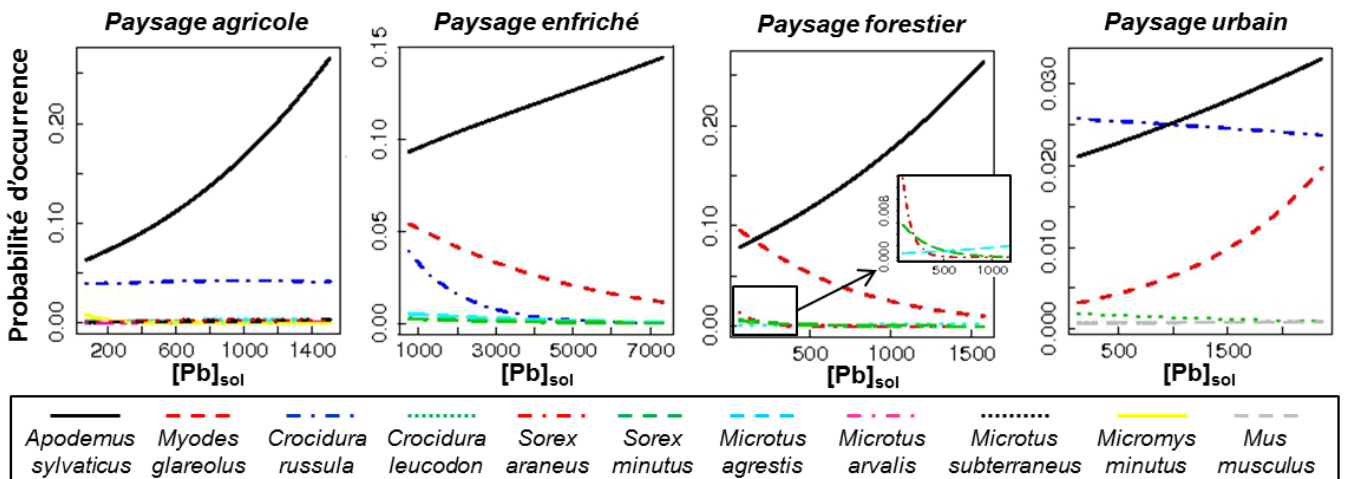 Paysage agricole
Paysage enfriché
Paysage forestier
Paysage urbain
Probabilité d'occurrence
0.00 0.10 0.20
200 600 1000 1400
[Pb]sol
0.00 0.05 0.10 0.15
1000 3000 5000 7000
[Pb]sol
0.00 0.10 0.20
500 1000 1500
0.000 0.008
500 1000
[Pb]sol
0.000 0.010 0.020 0.030
500 1500
[Pb]sol
Apodemus sylvaticus
Myodes glareolus
Crocidura russula
Crocidura leucodon
Sorex araneus
Sorex minutus
Microtus agrestis
Microtus arvalis
Microtus subterraneus
Micromys minutus
Mus musculus